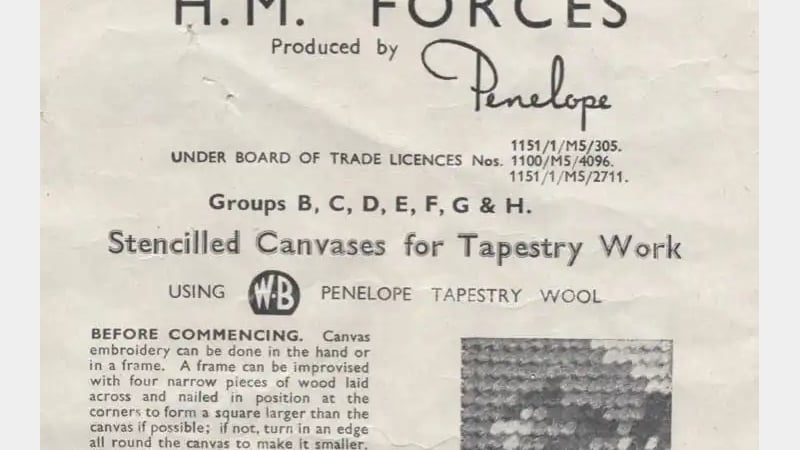 H.M. FORCES
Produced by
Penelope
UNDER BOARD OF TRADE LICENCES Nos. 1151/1/M5/305.
1100/M5/4096.
1151/1/M5/2711.
Groups B, C, D, E, F, G & H.
Stencilled Canvases for Tapestry Work
USING W·B PENELOPE TAPESTRY WOOL
BEFORE COMMENCING. Canvas
embroidery can be done in the hand or
in a frame. A frame can be improvised
with four narrow pieces of wood laid
across and nailed in position at the
corners to form a square larger than the
canvas if possible; if not, turn in an edge
all round the canvas to make it smaller.